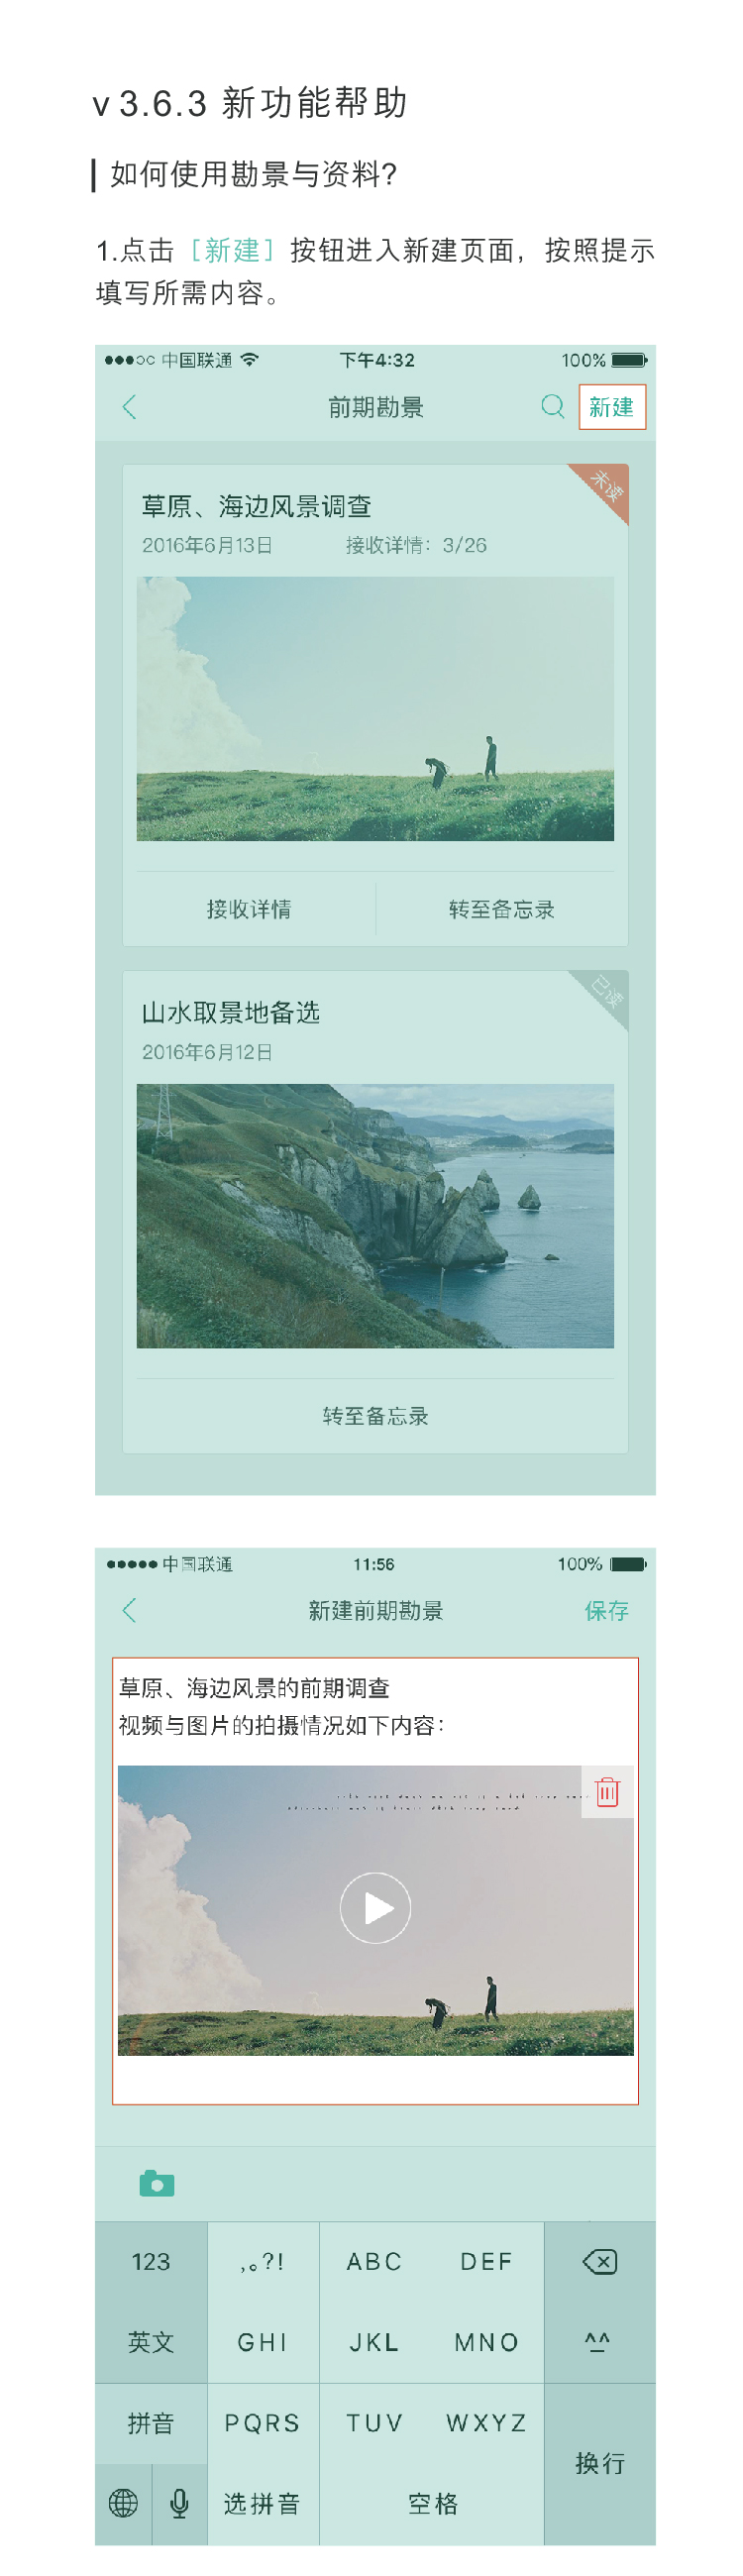 v 3.6.3 新功能帮助
如何使用勘景与资料?
1.点击［新建］按钮进入新建页面，按照提示
填写所需内容。
中国联通 下午4:32 100%
前期勘景 新建
未读
草原、海边风景调查
2016年6月13日 接收详情：3/26
接收详情 转至备忘录
已读
山水取景地备选
2016年6月12日
转至备忘录
中国联通 11:56 100%
新建前期勘景 保存
草原、海边风景的前期调查
视频与图片的拍摄情况如下内容：
123 ,。?! ABC DEF
英文 GHI JKL MNO ^^
拼音 PQRS TUV WXYZ
换行
选拼音 空格